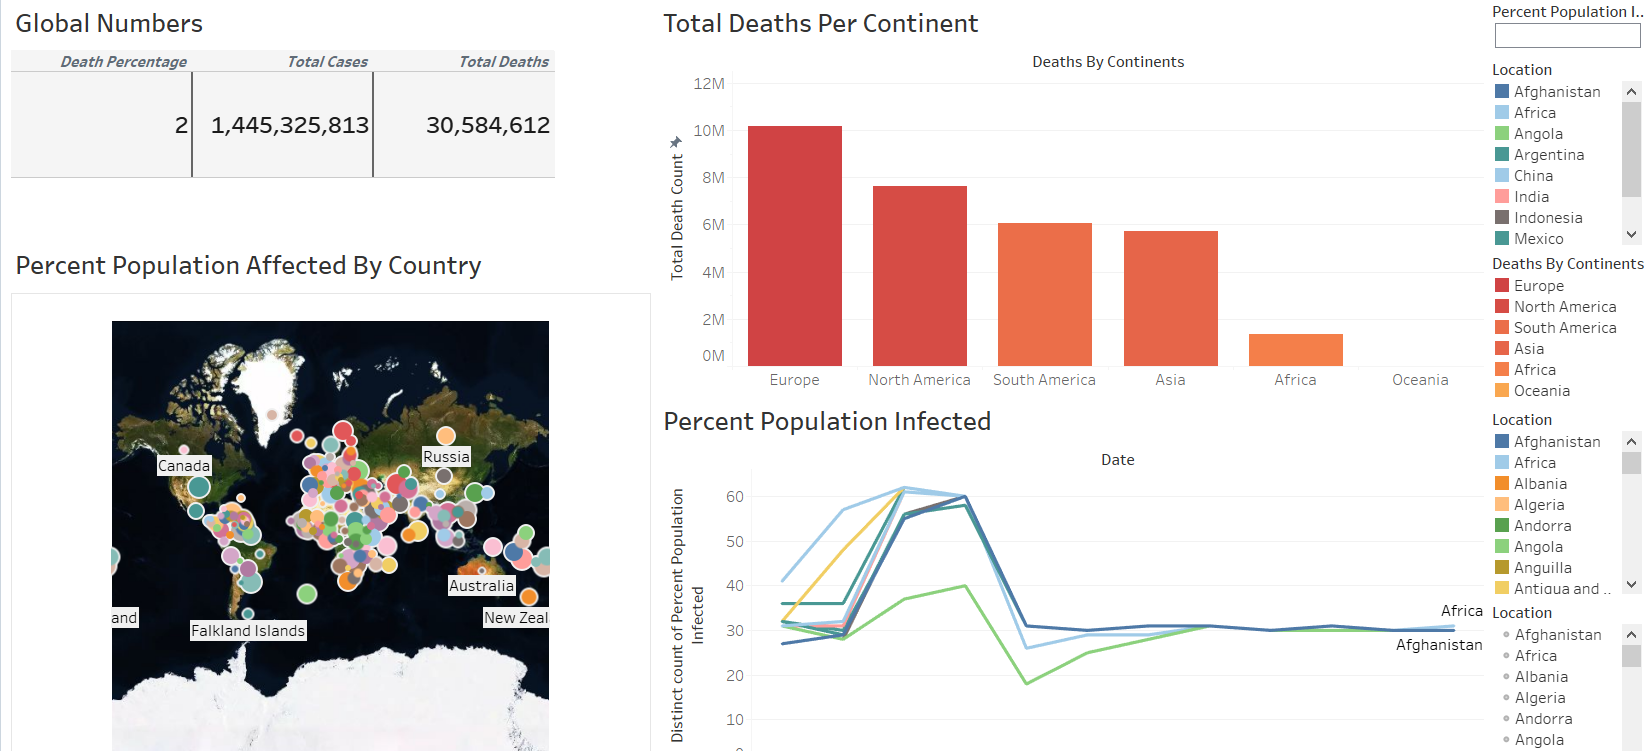 Global Numbers
Death Percentage
Total Cases
Total Deaths
2
1,445,325,813
30,584,612
Percent Population Affected By Country
Canada
Russia
Australia
and
New Zeal
Falkland Islands
Total Deaths Per Continent
Deaths By Continents
Total Death Count
12M
10M
8M
6M
4M
2M
0M
Europe
North America
South America
Asia
Africa
Oceania
Percent Population Infected
Date
Distinct count of Percent Population
Infected
60
50
40
30
20
10
Africa
Afghanistan
Percent Population I..
Location
Afghanistan
Africa
Angola
Argentina
China
India
Indonesia
Mexico
Deaths By Continents
Europe
North America
South America
Asia
Africa
Oceania
Location
Afghanistan
Africa
Albania
Algeria
Andorra
Angola
Anguilla
Antigua and ..
Location
Afghanistan
Africa
Albania
Algeria
Andorra
Angola